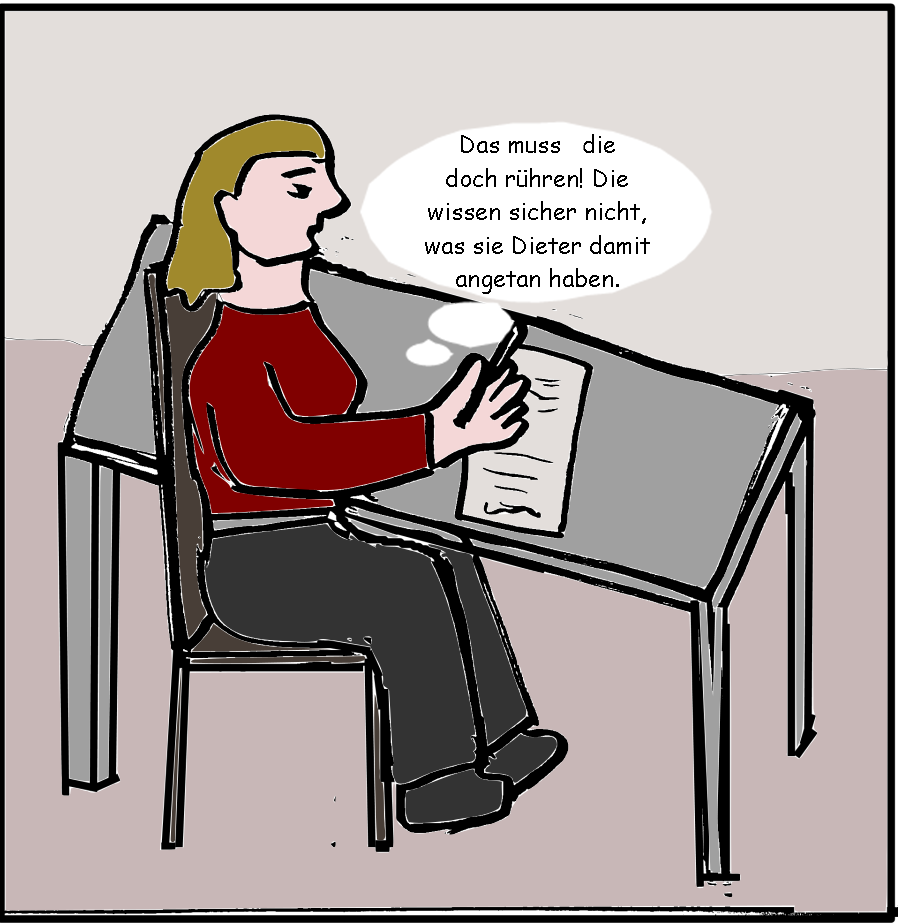 Das muss die
doch rühren! Die
wissen sicher nicht,
was sie Dieter damit
angetan haben.